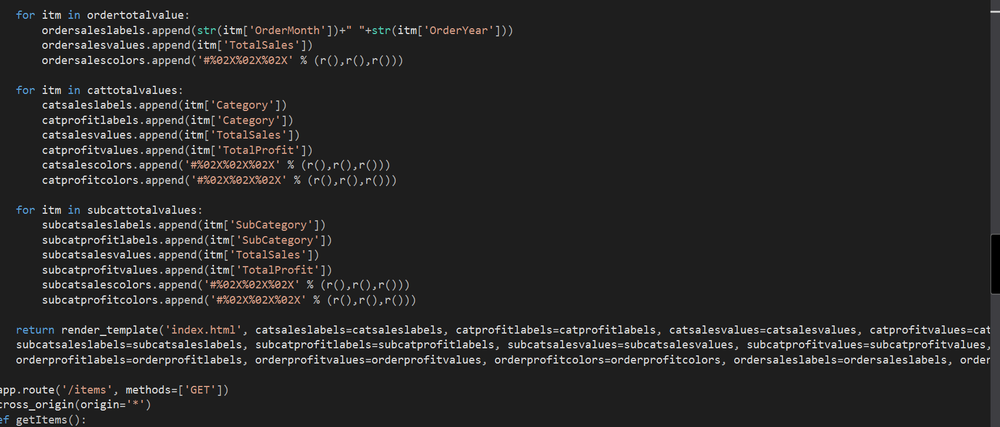 for itm in ordertotalvalue:
ordersaleslabels.append(str(itm['OrderMonth'])+" "+str(itm['OrderYear']))
ordersalesvalues.append(itm['TotalSales'])
ordersalescolors.append('#%02X%02X%02X' % (r(),r(),r()))
for itm in cattotalvalues:
catsaleslabels.append(itm['Category'])
catprofitlabels.append(itm['Category'])
catsalesvalues.append(itm['TotalSales'])
catprofitvalues.append(itm['TotalProfit'])
catsalescolors.append('#%02X%02X%02X' % (r(),r(),r()))
catprofitcolors.append('#%02X%02X%02X' % (r(),r(),r()))
for itm in subcattotalvalues:
subcatsaleslabels.append(itm['SubCategory'])
subcatprofitlabels.append(itm['SubCategory'])
subcatsalesvalues.append(itm['TotalSales'])
subcatprofitvalues.append(itm['TotalProfit'])
subcatsalescolors.append('#%02X%02X%02X' % (r(),r(),r()))
subcatprofitcolors.append('#%02X%02X%02X' % (r(),r(),r()))
return render_template('index.html', catsaleslabels=catsaleslabels, catprofitlabels=catprofitlabels, catsalesvalues=catsalesvalues, catprofitvalues=cat
subcatsaleslabels=subcatsaleslabels, subcatprofitlabels=subcatprofitlabels, subcatsalesvalues=subcatsalesvalues, subcatprofitvalues=subcatprofitvalues,
orderprofitlabels=orderprofitlabels, orderprofitvalues=orderprofitvalues, orderprofitcolors=orderprofitcolors, ordersaleslabels=ordersaleslabels, order
app.route('/items', methods=['GET'])
cross_origin(origin='*')
ef getItems():